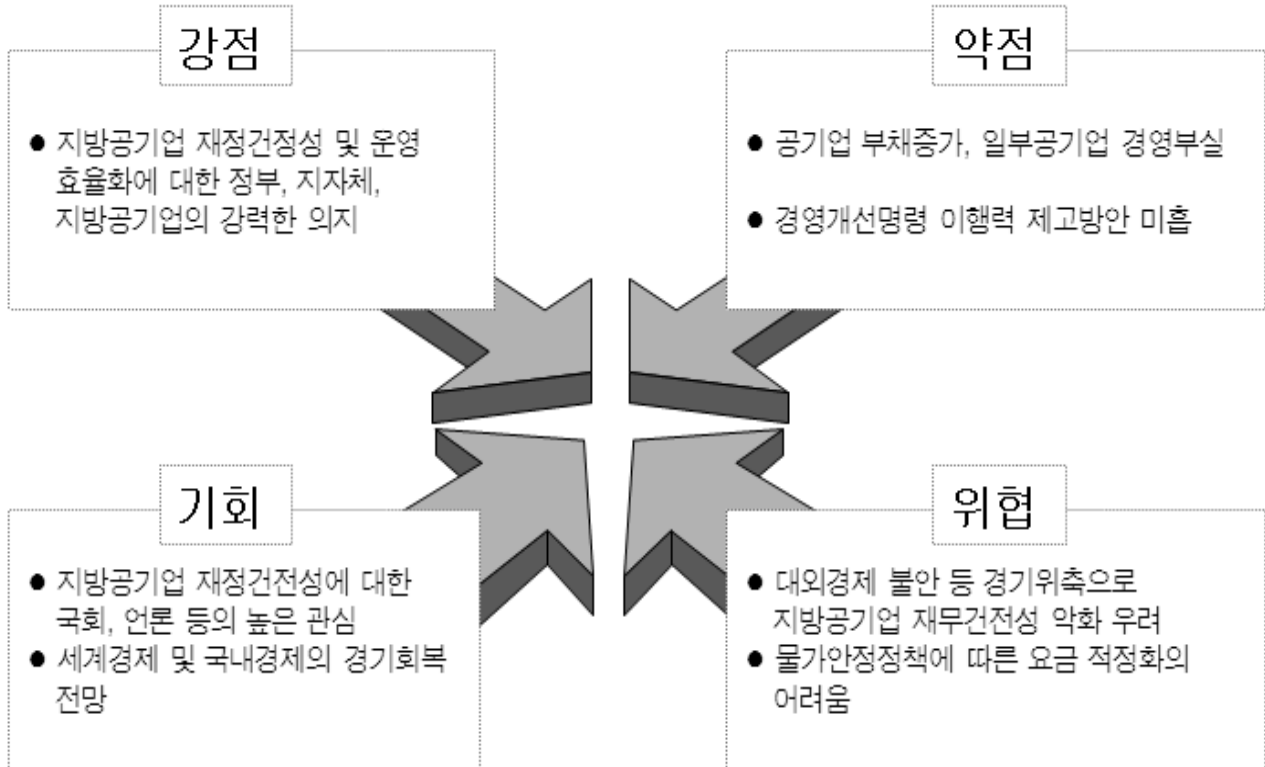 강점
● 지방공기업 재정건정성 및 운영
효율화에 대한 정부, 지자체,
지방공기업의 강력한 의지
약점
● 공기업 부채증가, 일부공기업 경영부실
● 경영개선명령 이행력 제고방안 미흡
기회
● 지방공기업 재정건전성에 대한
국회, 언론 등의 높은 관심
● 세계경제 및 국내경제의 경기회복
전망
위협
● 대외경제 불안 등 경기위축으로
지방공기업 재무건전성 악화 우려
● 물가안정정책에 따른 요금 적정화의
어려움